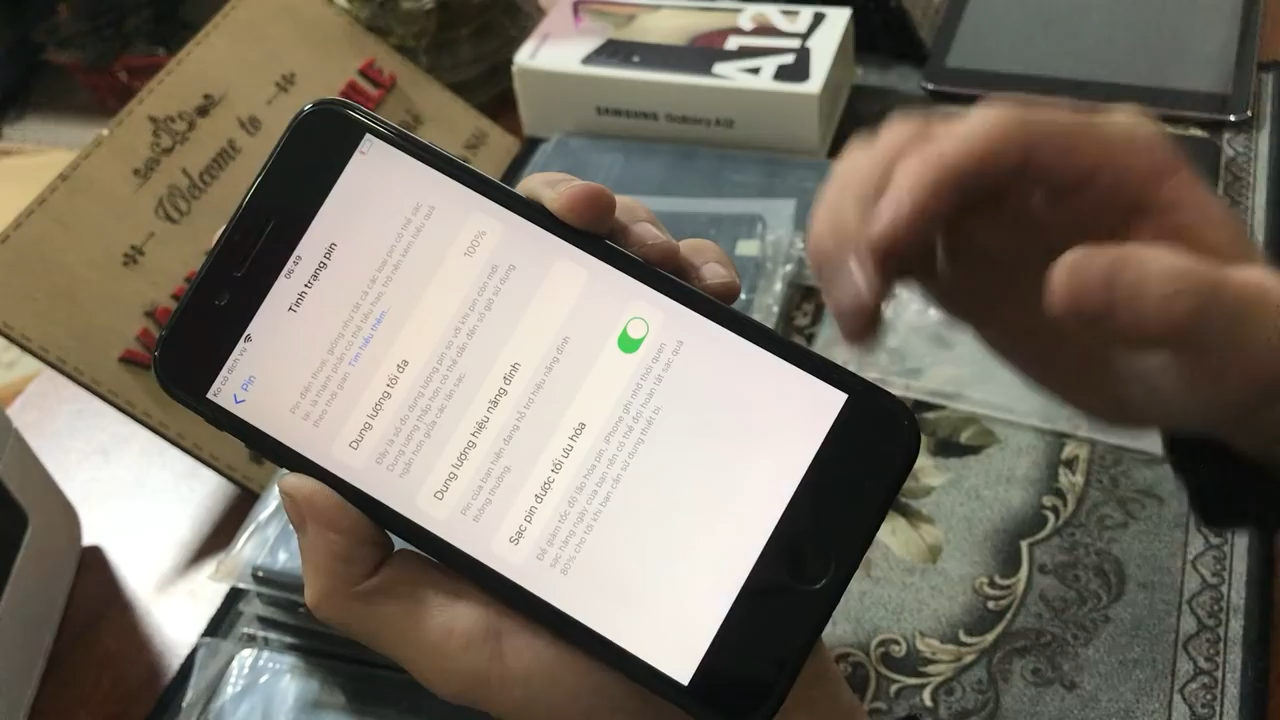 Welcome to
A12
SAMSUNG Galaxy A12
Ko có dịch vụ
06:49
Pin
Tình trạng pin
Pin điện thoại, giống như tất cả các loại pin có thể sạc
lại, là thành phần có thể tiêu hao, trở nên kém hiệu quả
theo thời gian. Tìm hiểu thêm...
Dung lượng tối đa
100%
Đây là số đo dung lượng pin so với khi pin còn mới.
Dung lượng thấp hơn có thể dẫn đến số giờ sử dụng
ngắn hơn giữa các lần sạc.
Dung lượng hiệu năng đỉnh
Pin của bạn hiện đang hỗ trợ hiệu năng đỉnh
thông thường.
Sạc pin được tối ưu hóa
Để giảm tốc độ lão hóa pin, iPhone ghi nhớ thói quen
sạc hàng ngày của bạn nên có thể đợi hoàn tất sạc quá
80% cho tới khi bạn cần sử dụng thiết bị.